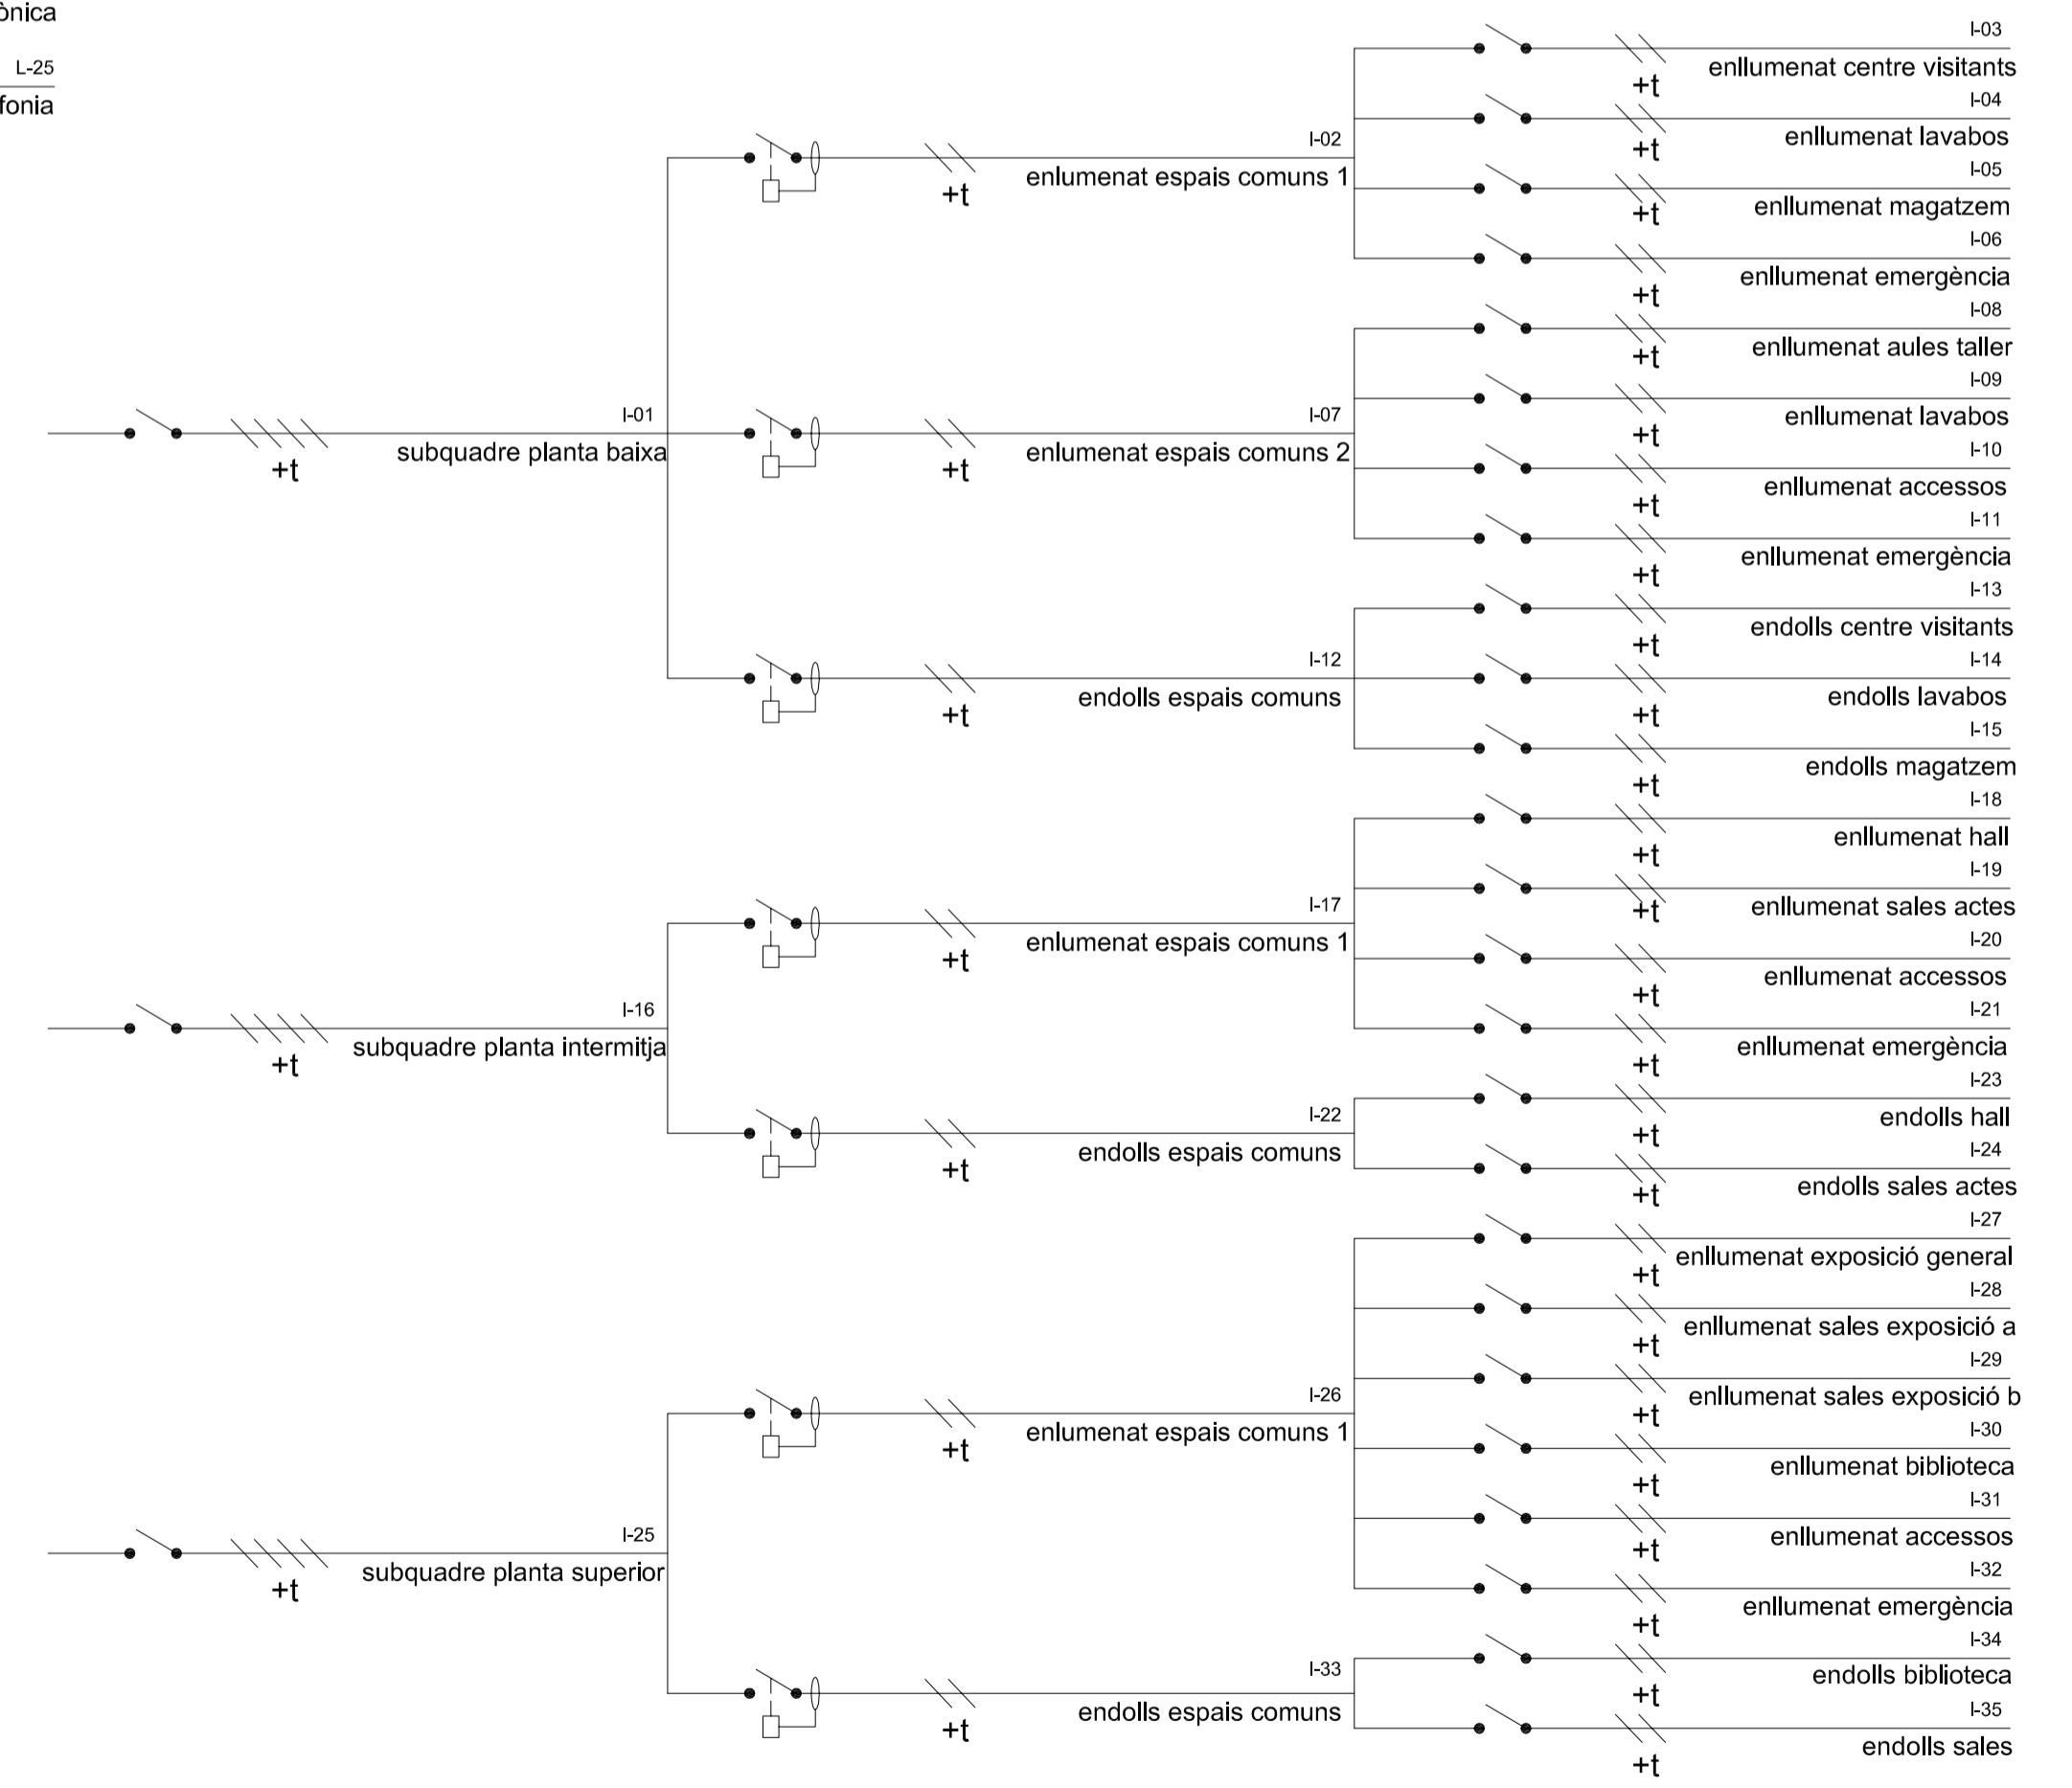 ònica
L-25
fonia
I-01
subquadre planta baixa
+t
I-02
enlumenat espais comuns 1
+t
I-03
enllumenat centre visitants
+t
I-04
enllumenat lavabos
+t
I-05
enllumenat magatzem
+t
I-06
enllumenat emergència
+t
I-07
enlumenat espais comuns 2
+t
I-08
enllumenat aules taller
+t
I-09
enllumenat lavabos
+t
I-10
enllumenat accessos
+t
I-11
enllumenat emergència
+t
I-12
endolls espais comuns
+t
I-13
endolls centre visitants
+t
I-14
endolls lavabos
+t
I-15
endolls magatzem
+t
I-16
subquadre planta intermitja
+t
I-17
enlumenat espais comuns 1
+t
I-18
enllumenat hall
+t
I-19
enllumenat sales actes
+t
I-20
enllumenat accessos
+t
I-21
enllumenat emergència
+t
I-22
endolls espais comuns
+t
I-23
endolls hall
+t
I-24
endolls sales actes
+t
I-25
subquadre planta superior
+t
I-26
enlumenat espais comuns 1
+t
I-27
enllumenat exposició general
+t
I-28
enllumenat sales exposició a
+t
I-29
enllumenat sales exposició b
+t
I-30
enllumenat biblioteca
+t
I-31
enllumenat accessos
+t
I-32
enllumenat emergència
+t
I-33
endolls espais comuns
+t
I-34
endolls biblioteca
+t
I-35
endolls sales
+t